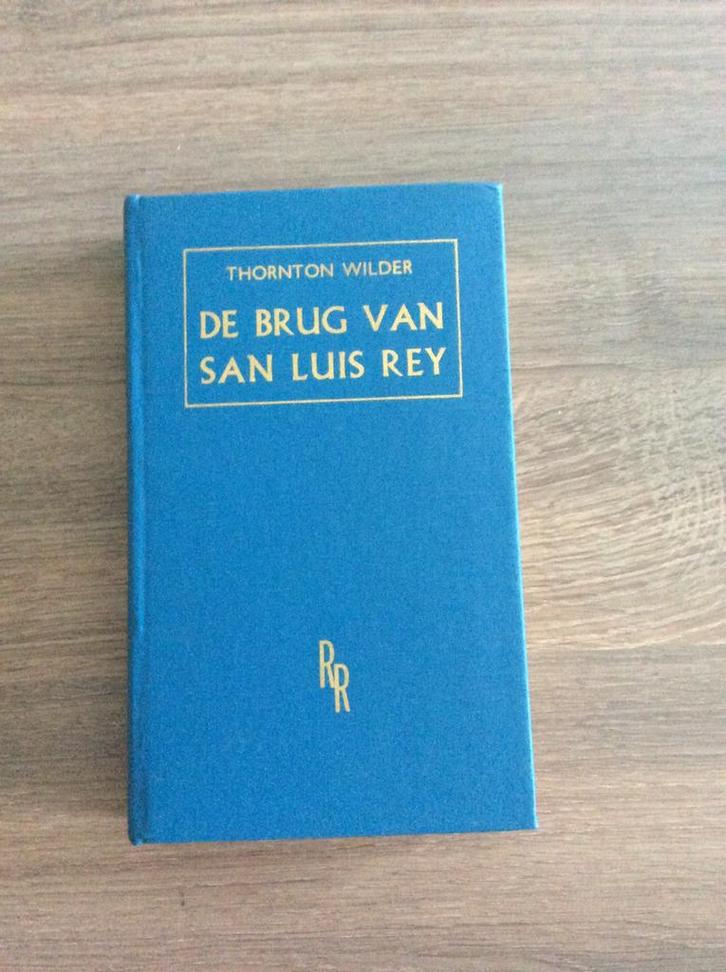 THORNTON WILDER
DE BRUG VAN
SAN LUIS REY
RR